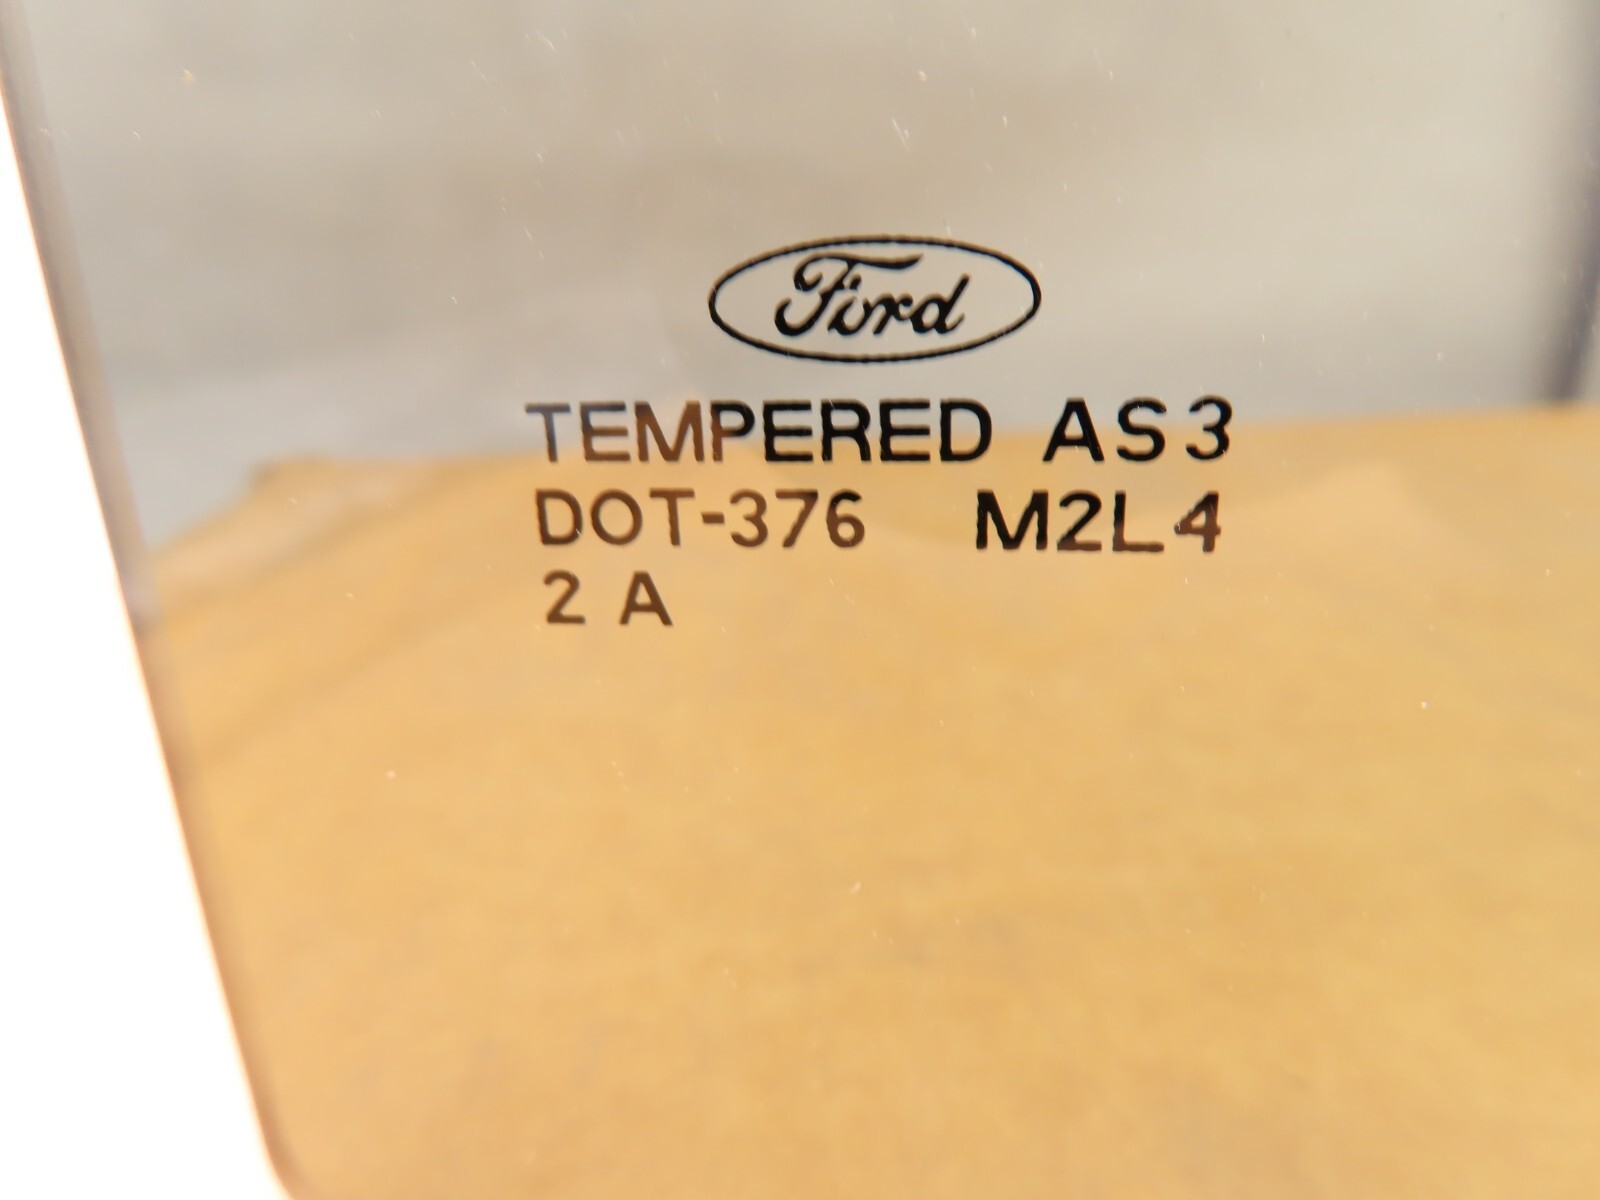 Ford
TEMPERED AS3
DOT-376 M2L4
2 A